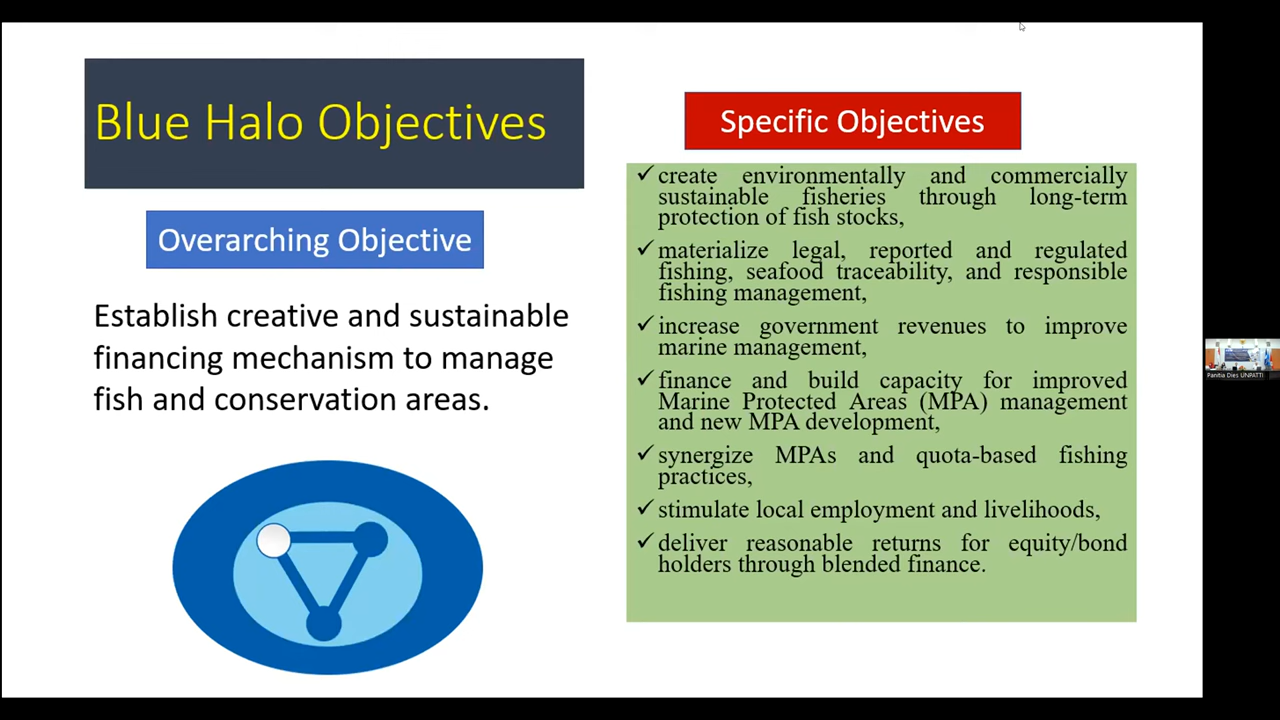 Blue Halo Objectives
Overarching Objective
Establish creative and sustainable
financing mechanism to manage
fish and conservation areas.
Specific Objectives
✓ create environmentally and commercially
sustainable fisheries through long-term
protection of fish stocks,
✓ materialize legal, reported and regulated
fishing, seafood traceability, and responsible
fishing management,
✓ increase government revenues to improve
marine management,
✓ finance and build capacity for improved
Marine Protected Areas (MPA) management
and new MPA development,
✓ synergize MPAs and quota-based fishing
practices,
✓ stimulate local employment and livelihoods,
✓ deliver reasonable returns for equity/bond
holders through blended finance.
Panitia Dies UNPATTI